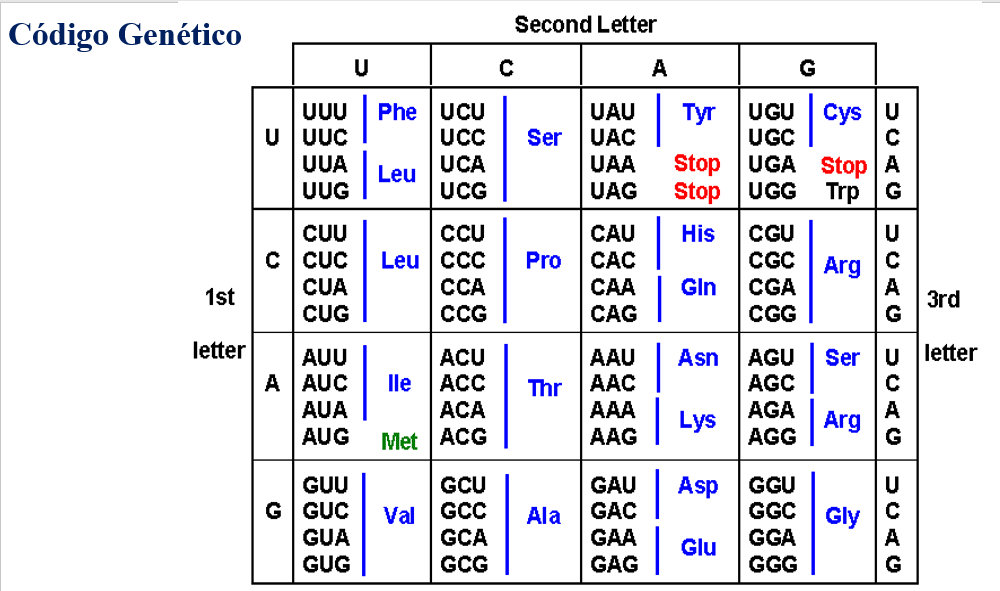 Código Genético
Second Letter
U C A G
UUU Phe UCU UAU Tyr UGU Cys U
U UUC UCC Ser UAC UGC C
UUA Leu UCA UAA Stop UGA Stop A
UUG UCG UAG Stop UGG Trp G
CUU CCU CAU His CGU U
C CUC Leu CCC Pro CAC CGC Arg C
1st CUA CCA CAA Gln CGA A 3rd
CUG CCG CAG CGG G
letter AUU ACU AAU Asn AGU Ser U letter
A AUC Ile ACC Thr AAC AGC C
AUA ACA AAA Lys AGA Arg A
AUG Met ACG AAG AGG G
GUU GCU GAU Asp GGU U
G GUC Val GCC Ala GAC GGC Gly C
GUA GCA GAA Glu GGA A
GUG GCG GAG GGG G